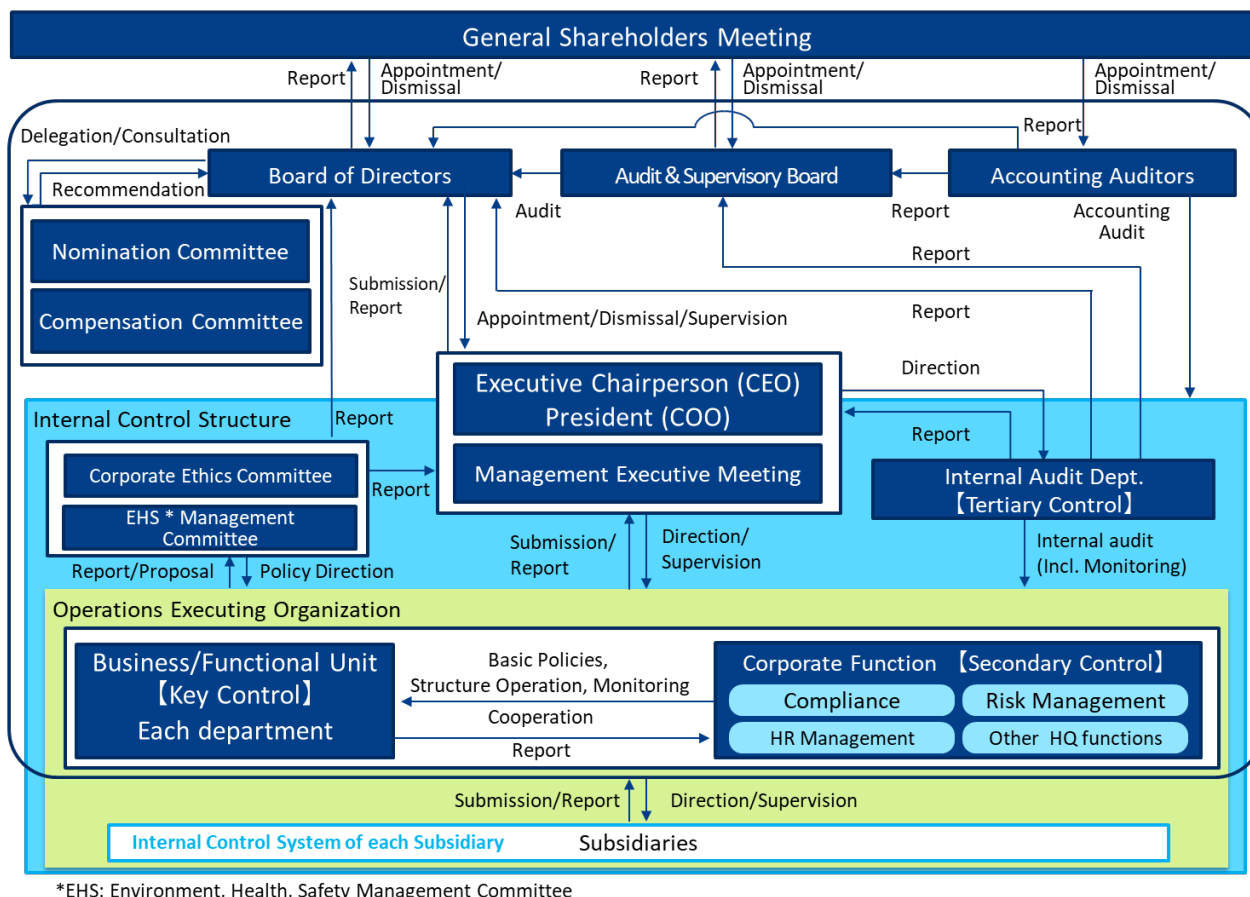 General Shareholders Meeting
Report
Appointment/
Dismissal
Report
Appointment/
Dismissal
Appointment/
Dismissal
Delegation/Consultation
Report
Board of Directors
Audit & Supervisory Board
Accounting Auditors
Recommendation
Audit
Report
Accounting
Audit
Nomination Committee
Compensation Committee
Submission/
Report
Report
Report
Appointment/Dismissal/Supervision
Executive Chairperson (CEO)
President (COO)
Management Executive Meeting
Direction
Report
Internal Control Structure
Report
Corporate Ethics Committee
EHS * Management
Committee
Report
Internal Audit Dept.
【Tertiary Control】
Report/Proposal
Policy Direction
Submission/
Report
Direction/
Supervision
Internal audit
(Incl. Monitoring)
Operations Executing Organization
Business/Functional Unit
【Key Control】
Each department
Basic Policies,
Structure Operation, Monitoring
Cooperation
Report
Corporate Function 【Secondary Control】
Compliance
Risk Management
HR Management
Other HQ functions
Submission/Report
Direction/Supervision
Internal Control System of each Subsidiary
Subsidiaries
*EHS: Environment, Health, Safety Management Committee